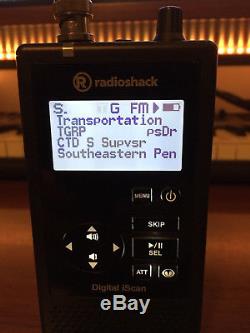 R radioshack
S. T G FM
Transportation
TGRP psDr
CTD S Supvsr
Southeastern Pen
MENU
SKIP
SEL
ATT
Digital iScan